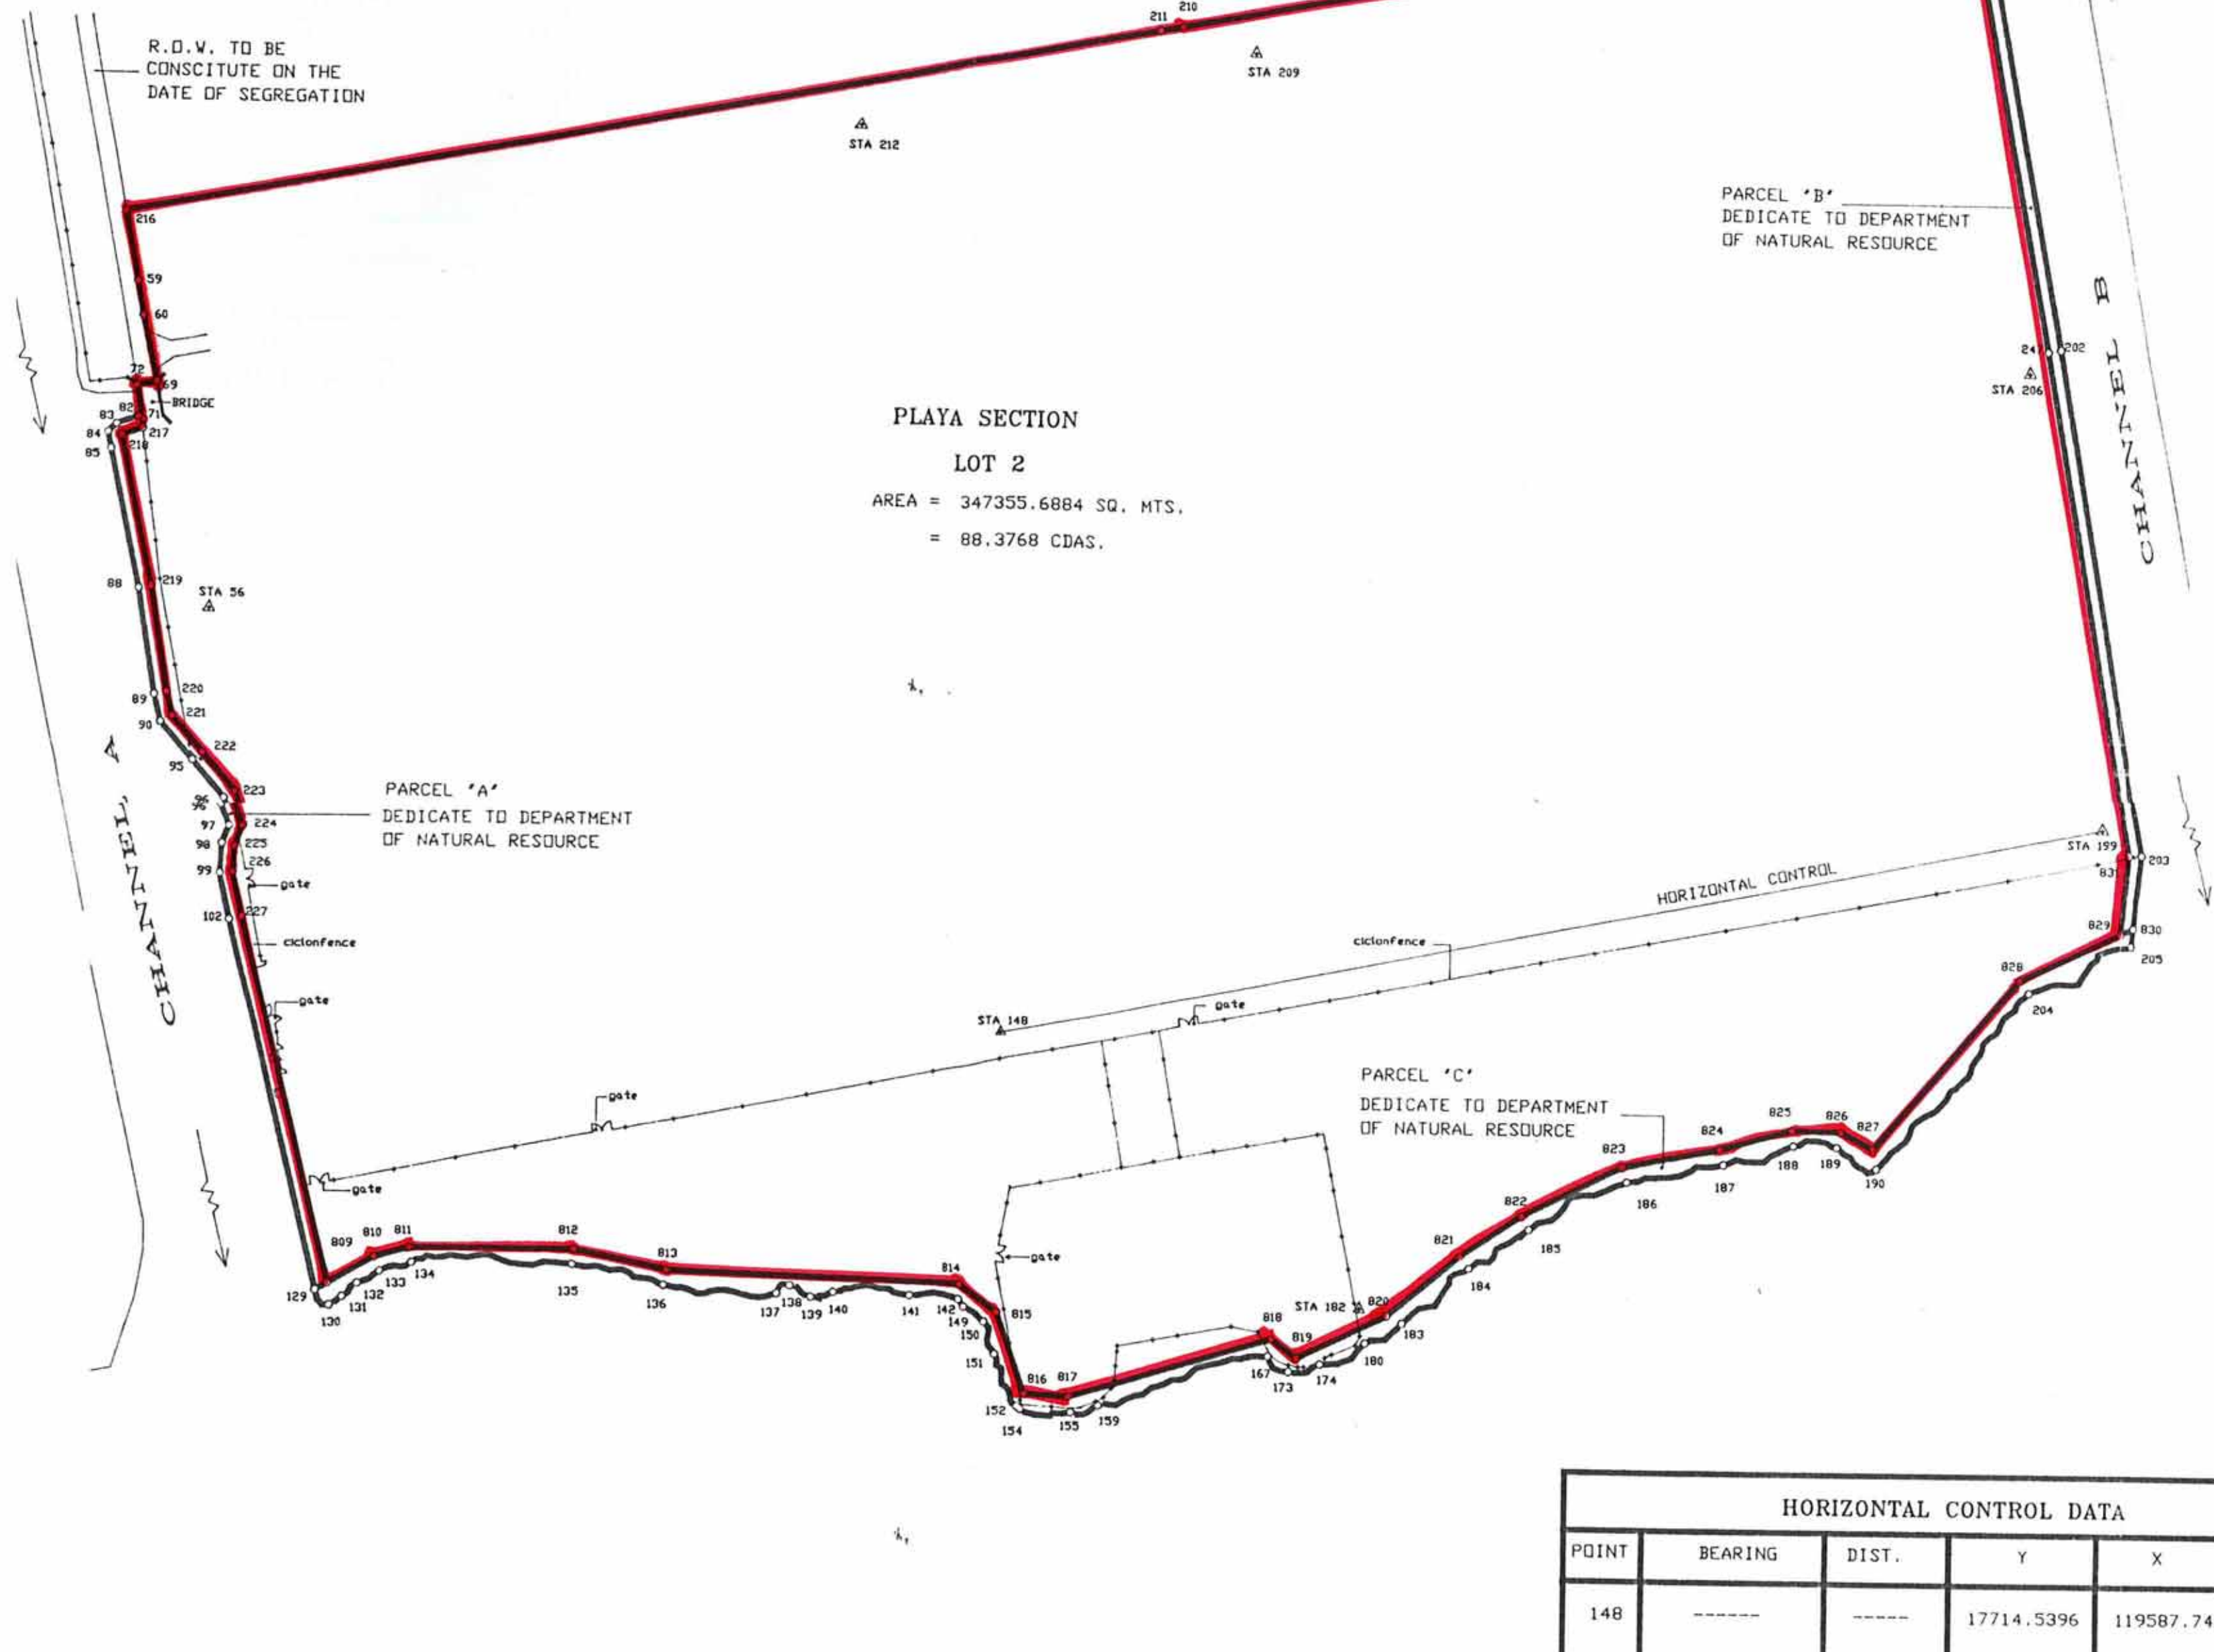 R.O.W. TO BE
CONSCITUTE ON THE
DATE OF SEGREGATION
211
210
STA 209
STA 212
216
59
60
72
69
BRIDGE
82
71
83
84
217
218
85
PARCEL 'B'
DEDICATE TO DEPARTMENT
OF NATURAL RESOURCE
CHANNEL B
247
202
STA 206
PLAYA SECTION
LOT 2
AREA = 347355.6884 SQ. MTS.
= 88.3768 CDAS.
88
219
STA 56
89
220
90
221
222
95
223
96
97
224
98
225
99
226
gate
102
227
ciclonfence
gate
PARCEL 'A'
DEDICATE TO DEPARTMENT
OF NATURAL RESOURCE
CHANNEL 'A
STA 199
203
831
829
830
205
828
204
HORIZONTAL CONTROL
ciclonfence
gate
STA 148
gate
gate
PARCEL 'C'
DEDICATE TO DEPARTMENT
OF NATURAL RESOURCE
809
810
811
812
813
814
815
816
817
818
819
820
821
822
823
824
825
826
827
gate
STA 182
129
130
131
132
133
134
135
136
137
138
139
140
141
142
149
150
151
152
154
155
159
167
173
174
180
183
184
185
186
187
188
189
190
HORIZONTAL CONTROL DATA
POINT BEARING DIST. Y X
148 ------ ----- 17714.5396 119587.74